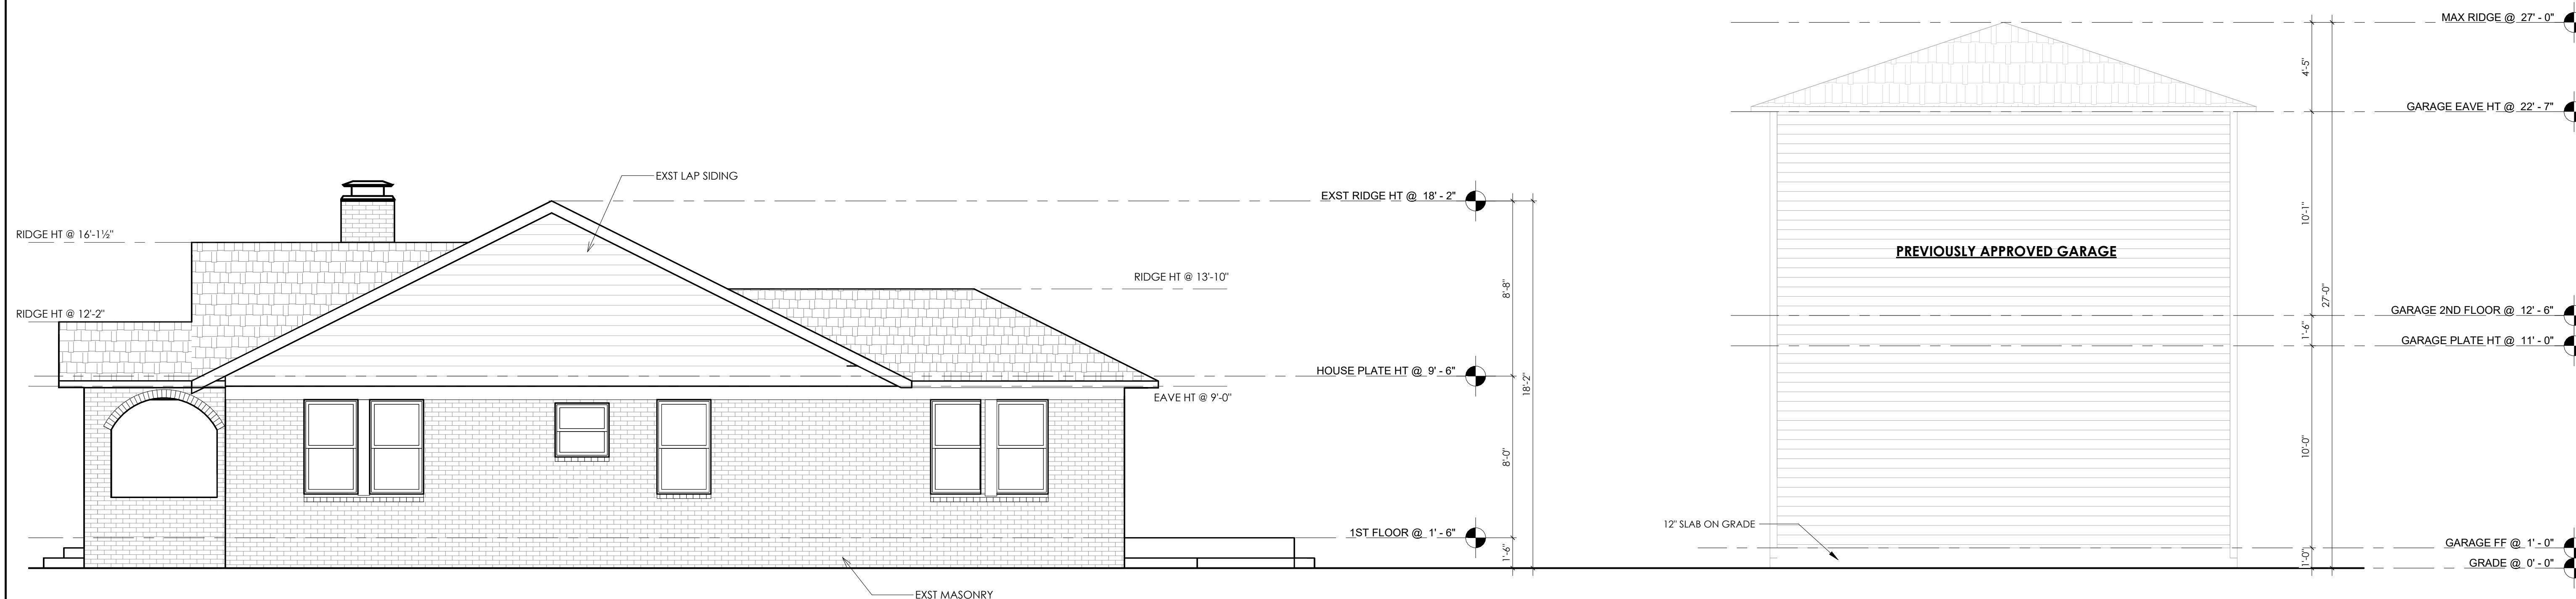 MAX RIDGE @ 27' - 0"
4'-5"
GARAGE EAVE HT @ 22' - 7"
EXST LAP SIDING
EXST RIDGE HT @ 18' - 2"
10'-1"
RIDGE HT @ 16'-1½"
PREVIOUSLY APPROVED GARAGE
RIDGE HT @ 13'-10"
8'-8"
27'-0"
RIDGE HT @ 12'-2"
GARAGE 2ND FLOOR @ 12' - 6"
1'-6"
GARAGE PLATE HT @ 11' - 0"
HOUSE PLATE HT @ 9' - 6"
18'-2"
EAVE HT @ 9'-0"
8'-0"
10'-0"
12" SLAB ON GRADE
1ST FLOOR @ 1' - 6"
1'-6"
GARAGE FF @ 1' - 0"
1'-0"
GRADE @ 0' - 0"
EXST MASONRY